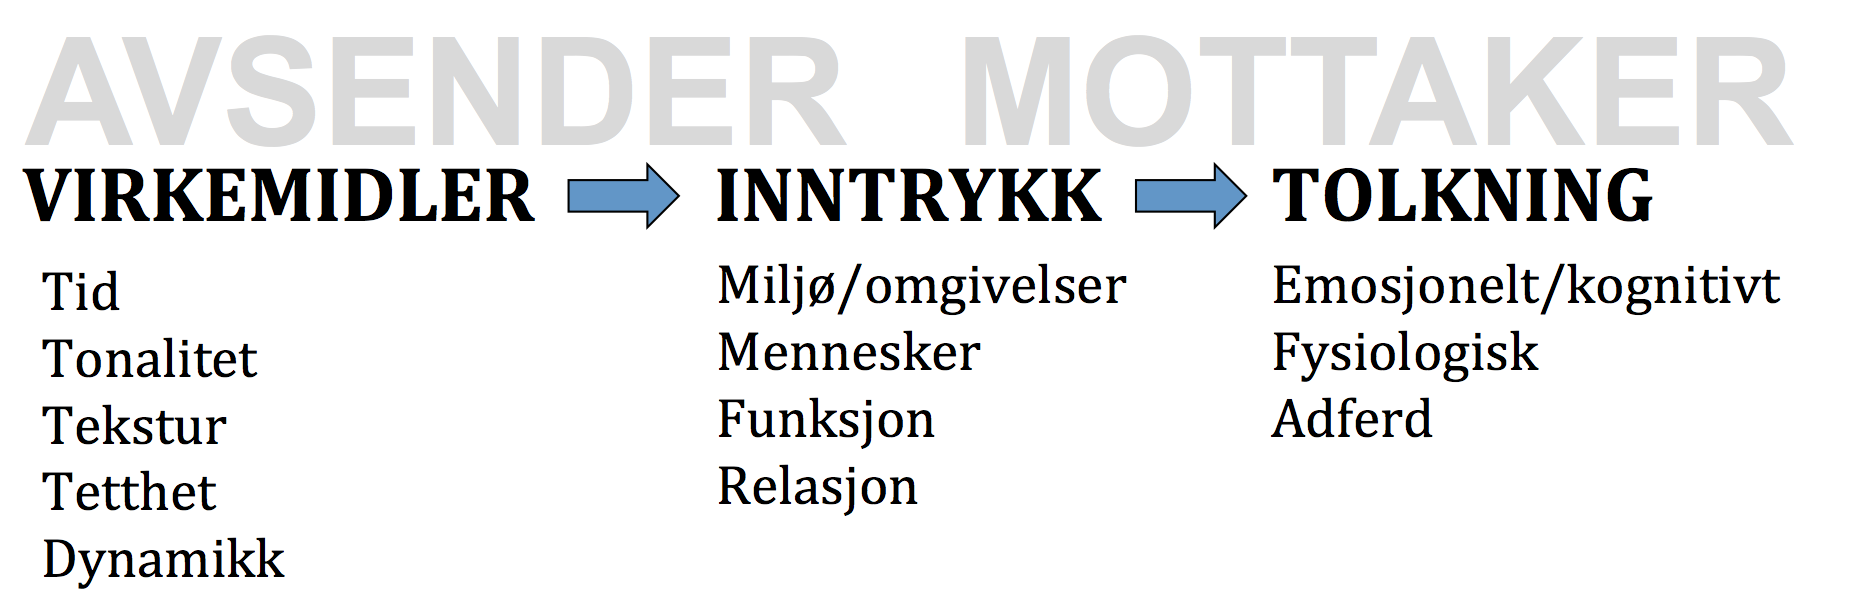 AVSENDER MOTTAKER
VIRKEMIDLER INNTRYKK TOLKNING
Tid
Tonalitet
Tekstur
Tetthet
Dynamikk
Miljø/omgivelser
Mennesker
Funksjon
Relasjon
Emosjonelt/kognitivt
Fysiologisk
Adferd